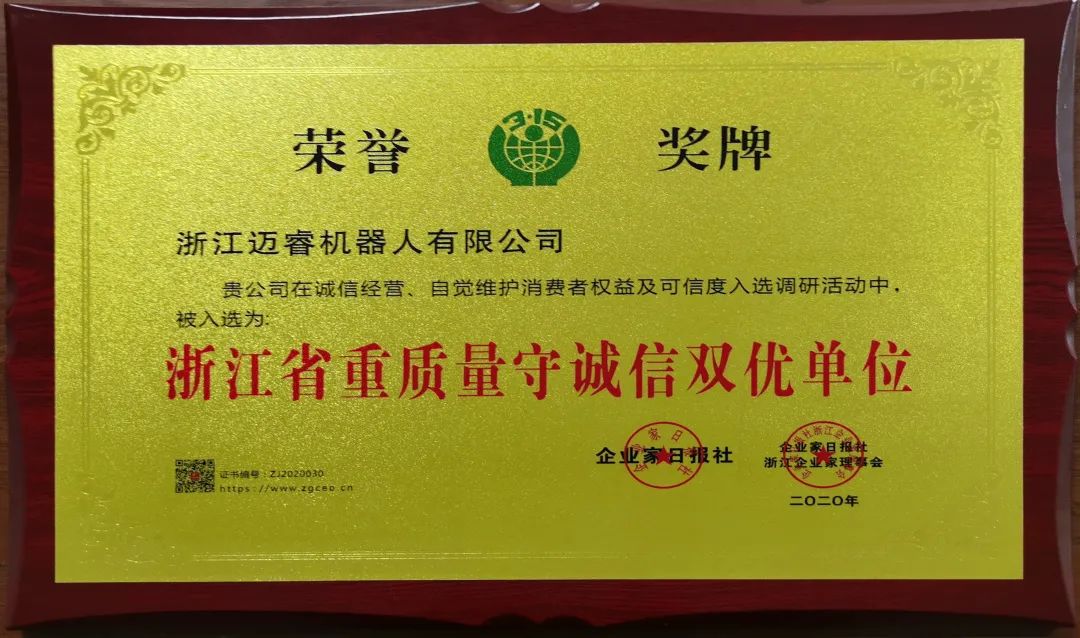 荣誉 3·15 奖牌
浙江迈睿机器人有限公司
贵公司在诚信经营、自觉维护消费者权益及可信度入选调研活动中，
被入选为:
浙江省重质量守诚信双优单位
企业家日报社
企业家日报社
浙江企业家理事会
二〇二〇年
证书编号：ZJ2020030
https://www.zgceo.cn